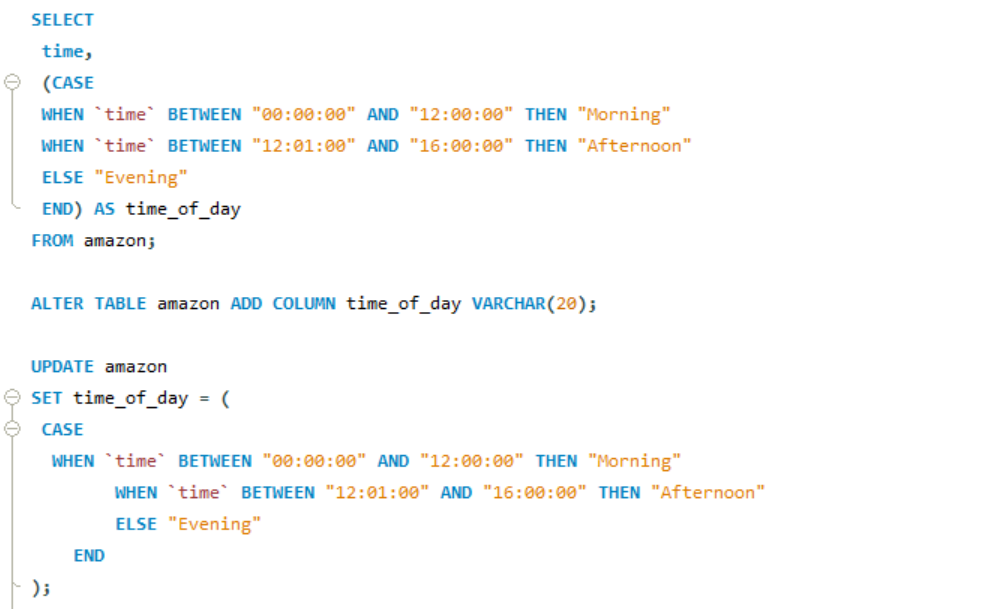 SELECT
time,
(CASE
WHEN `time` BETWEEN "00:00:00" AND "12:00:00" THEN "Morning"
WHEN `time` BETWEEN "12:01:00" AND "16:00:00" THEN "Afternoon"
ELSE "Evening"
END) AS time_of_day
FROM amazon;
ALTER TABLE amazon ADD COLUMN time_of_day VARCHAR(20);
UPDATE amazon
SET time_of_day = (
CASE
WHEN `time` BETWEEN "00:00:00" AND "12:00:00" THEN "Morning"
WHEN `time` BETWEEN "12:01:00" AND "16:00:00" THEN "Afternoon"
ELSE "Evening"
END
);